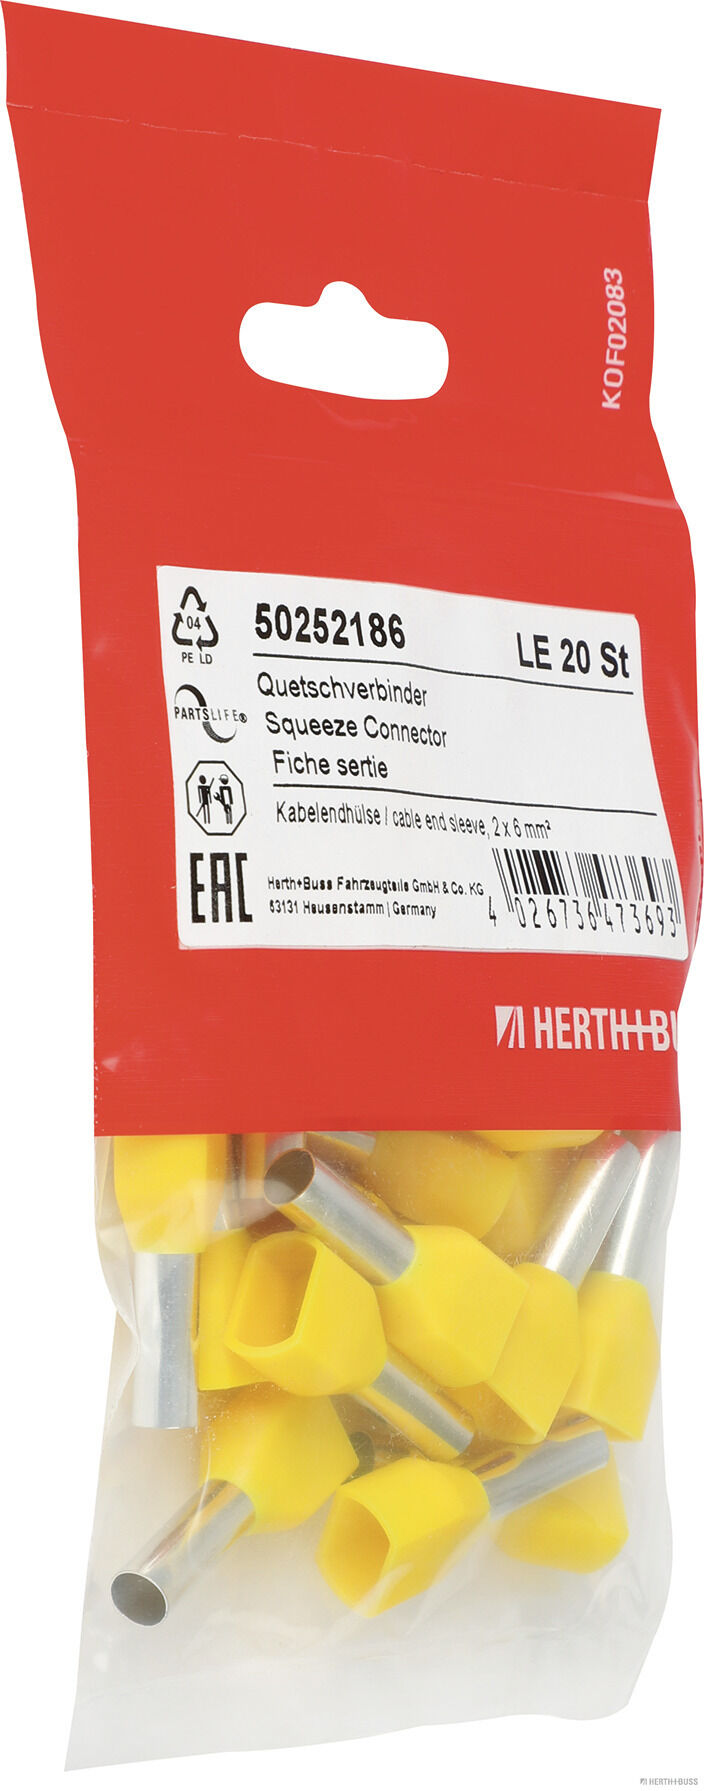 KOF02083
04
PE LD
50252186
LE 20 St
PARTSLIFE®
Quetschverbinder
Squeeze Connector
Fiche sertie
Kabelendhülse / cable end sleeve, 2 x 6 mm²
EAC
Herth+Buss Fahrzeugteile GmbH & Co. KG
63131 Heusenstamm | Germany
4 026736 473693
HERTH+BU
HERTH+BUSS